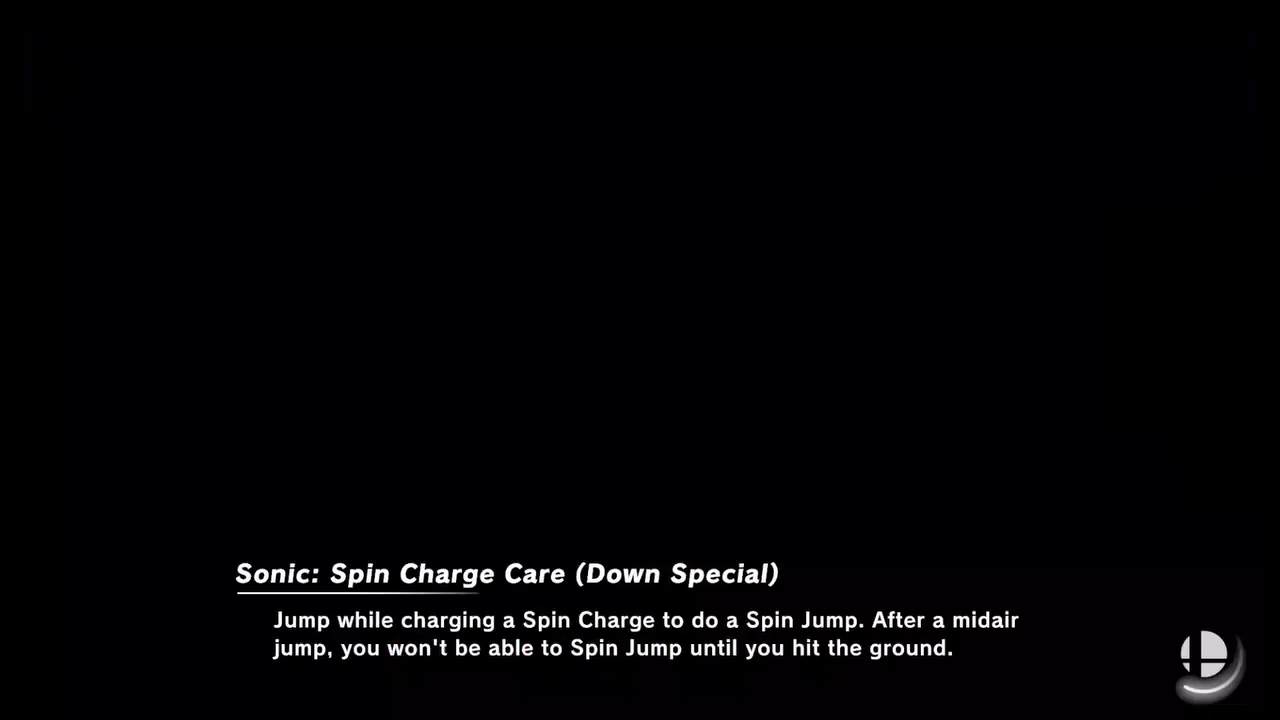 Sonic: Spin Charge Care (Down Special)
Jump while charging a Spin Charge to do a Spin Jump. After a midair
jump, you won't be able to Spin Jump until you hit the ground.